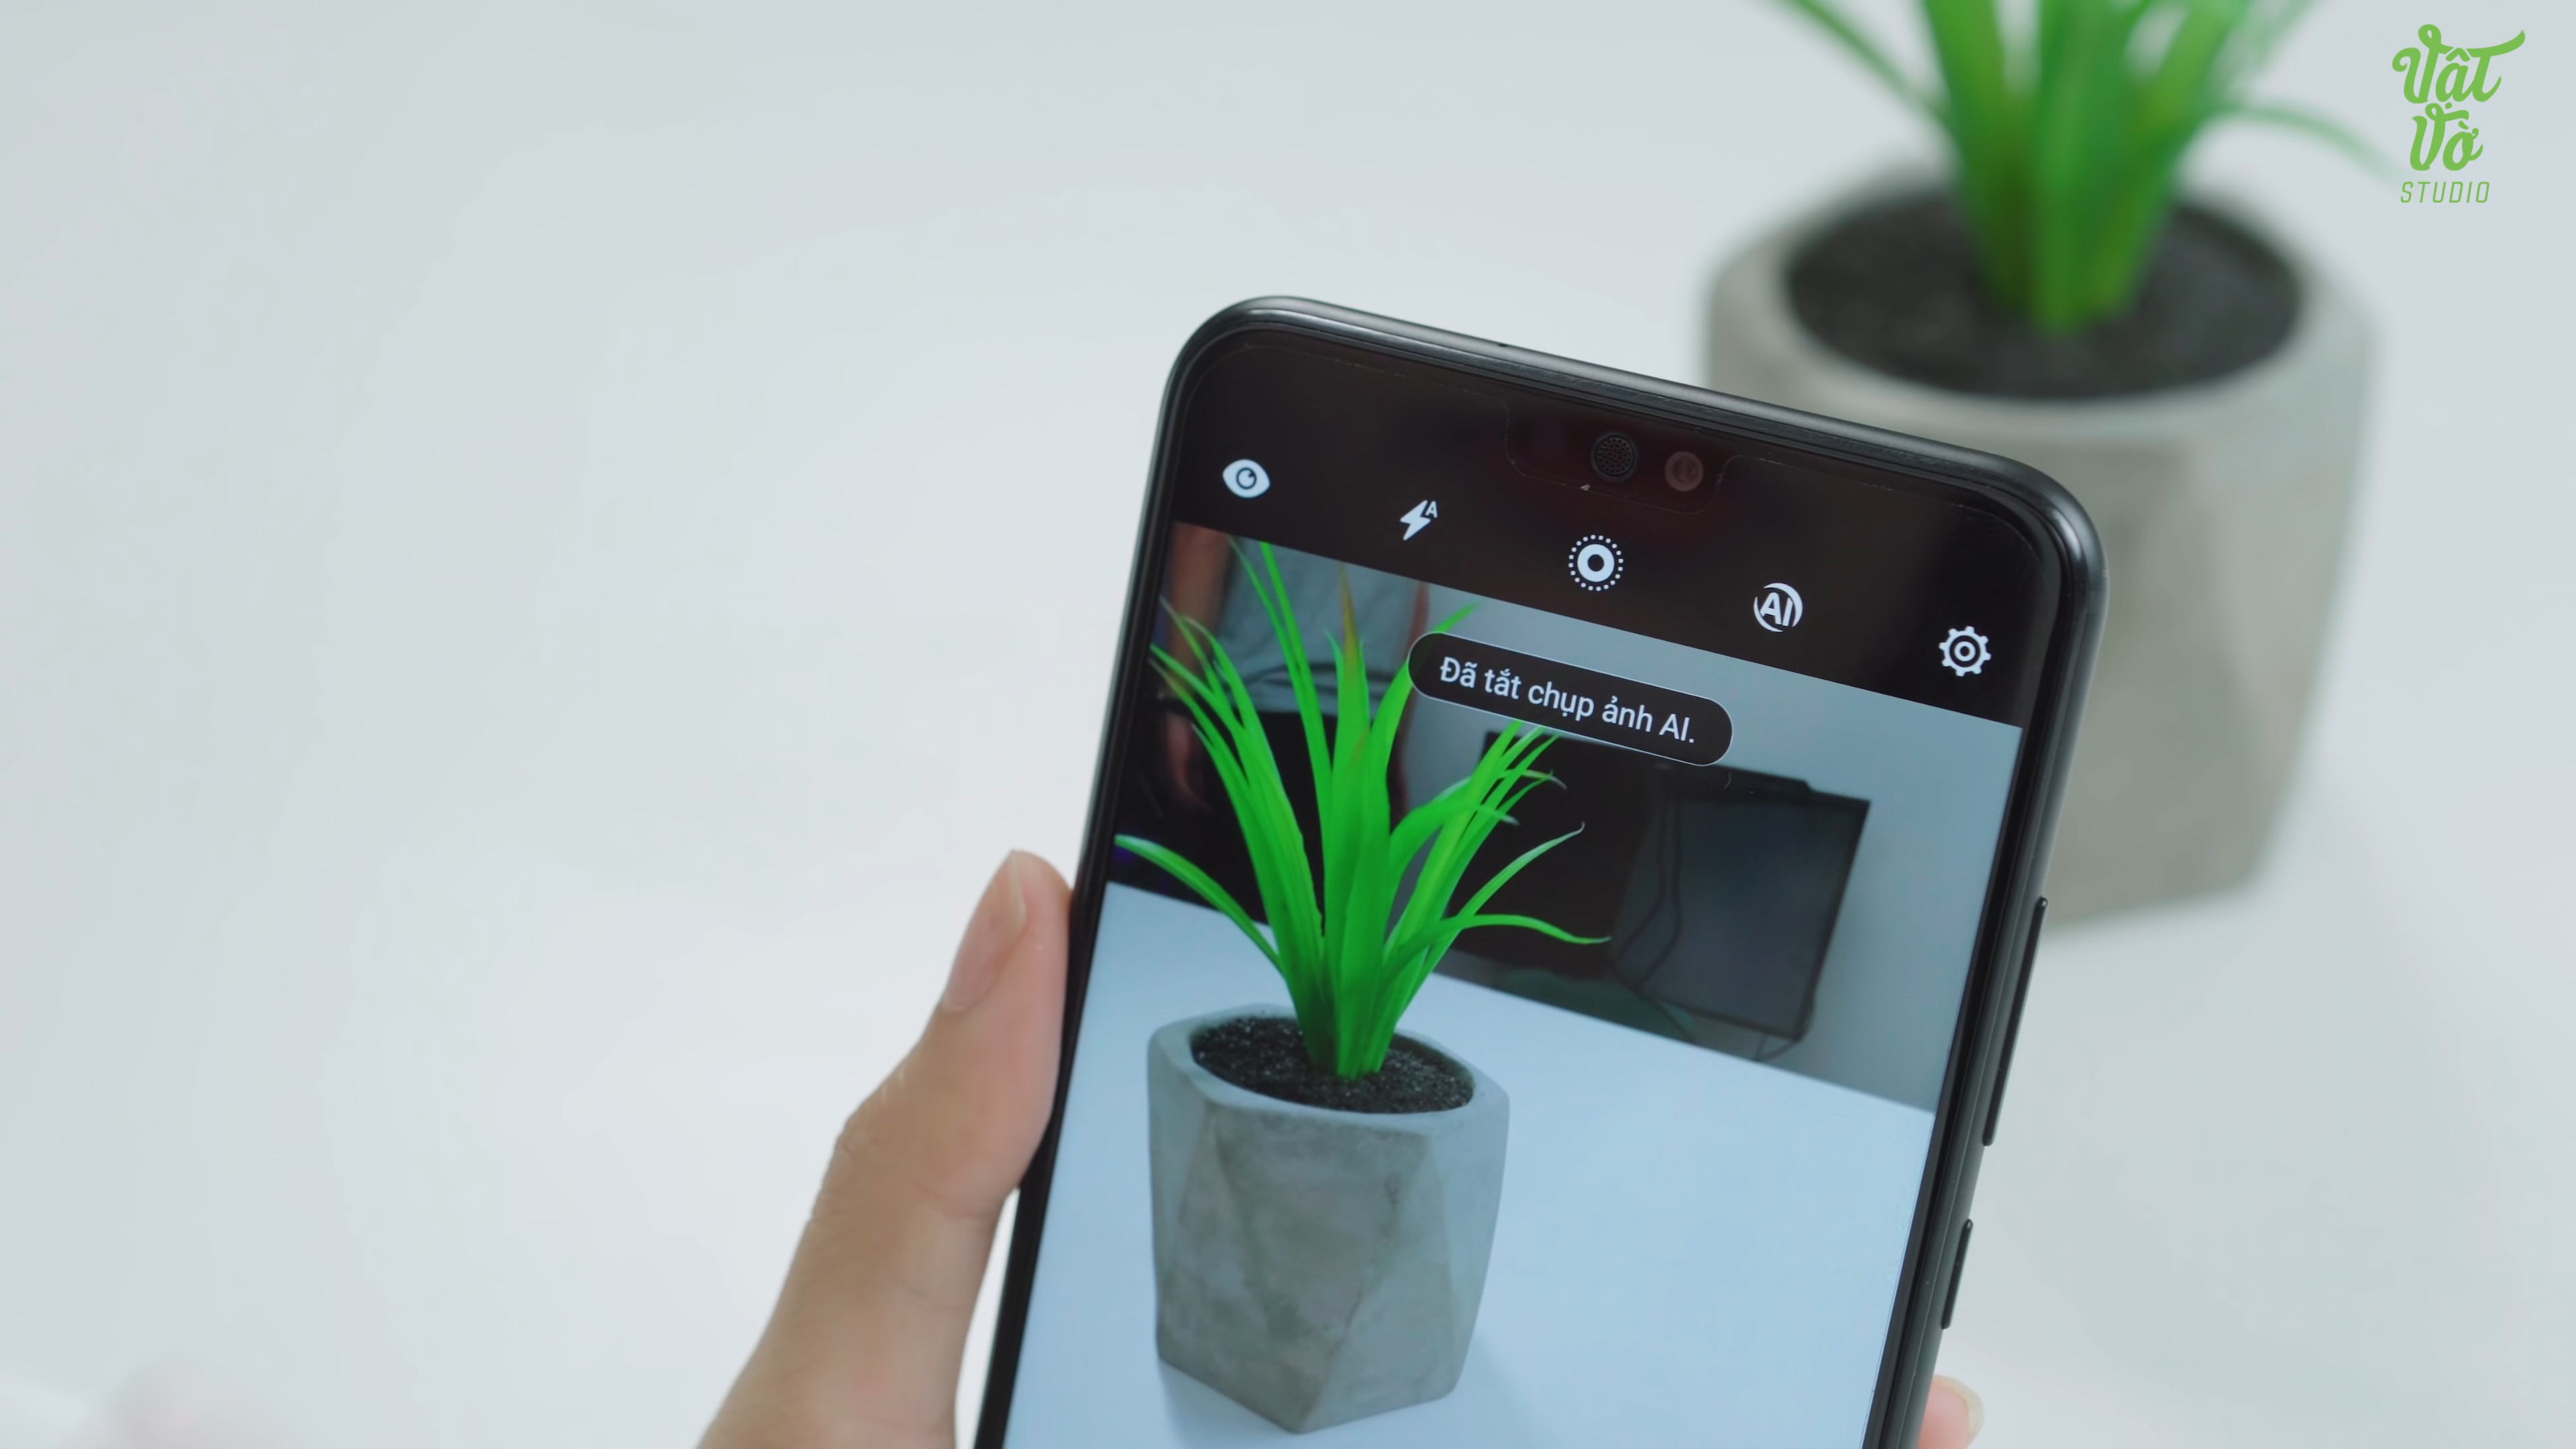 Vật
Vờ
STUDIO
A
AI
Đã tắt chụp ảnh AI.